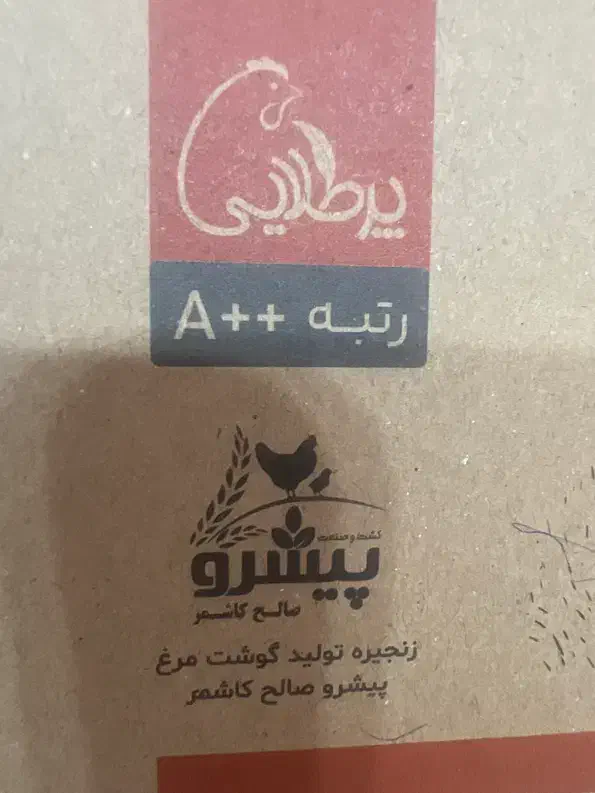 پرطلایی
رتبه A++
کشت و صنعت
پیشرو
صالح کاشمر
زنجیره تولید گوشت مرغ
پیشرو صالح کاشمر